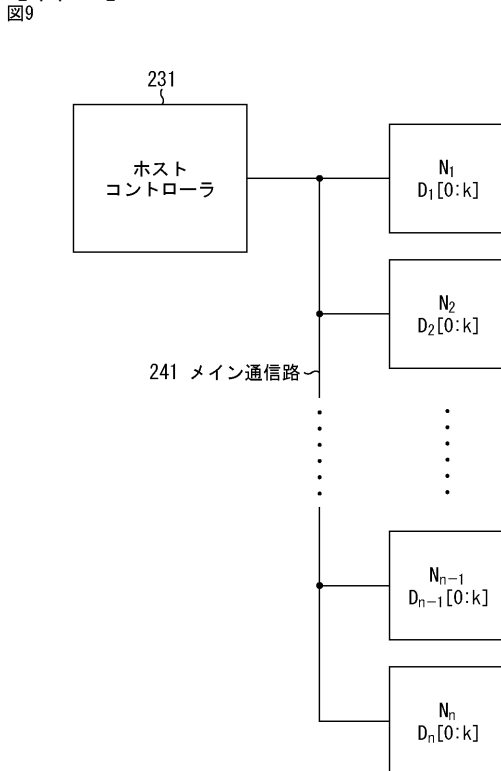 図9
231
ホスト
コントローラ
N₁
D₁[0:k]
N₂
D₂[0:k]
241 メイン通信路
Nₙ₋₁
Dₙ₋₁[0:k]
Nₙ
Dₙ[0:k]